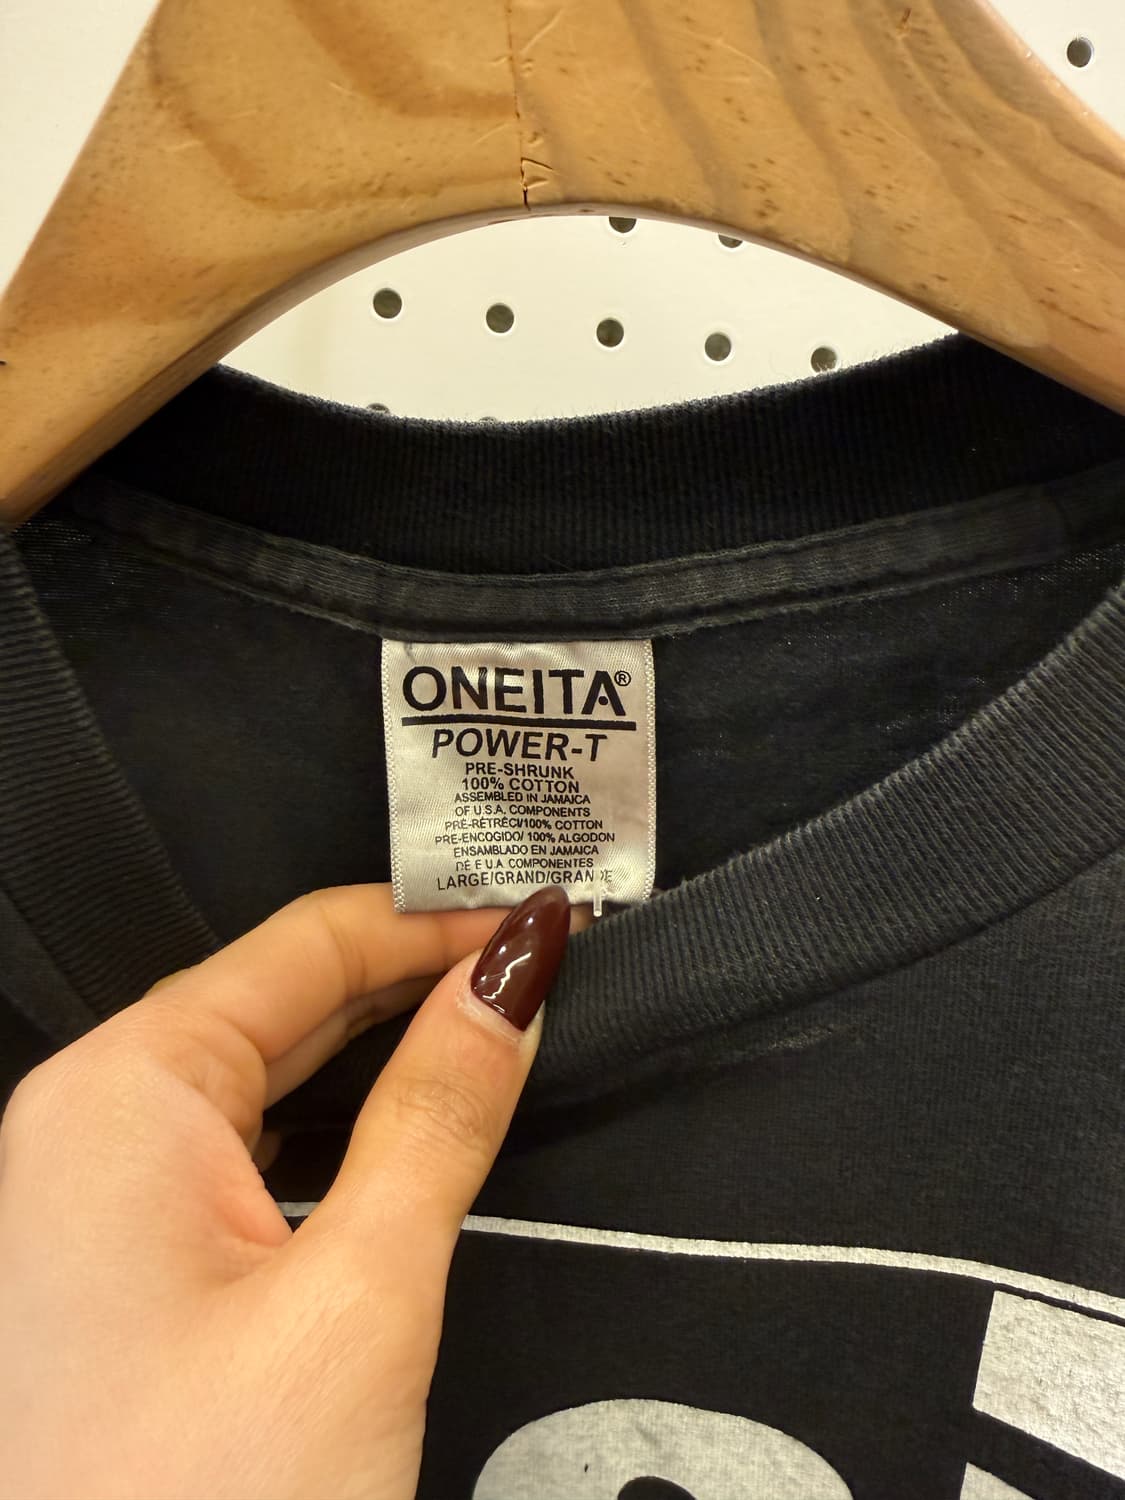 ONEITA®
POWER-T
PRE-SHRUNK
100% COTTON
ASSEMBLED IN JAMAICA
OF U.S.A. COMPONENTS
PRÉ-RÉTRÉCI/100% COTTON
PRE-ENCOGIDO/ 100% ALGODON
ENSAMBLADO EN JAMAICA
DE E U.A. COMPONENTES
LARGE/GRAND/GRANDE